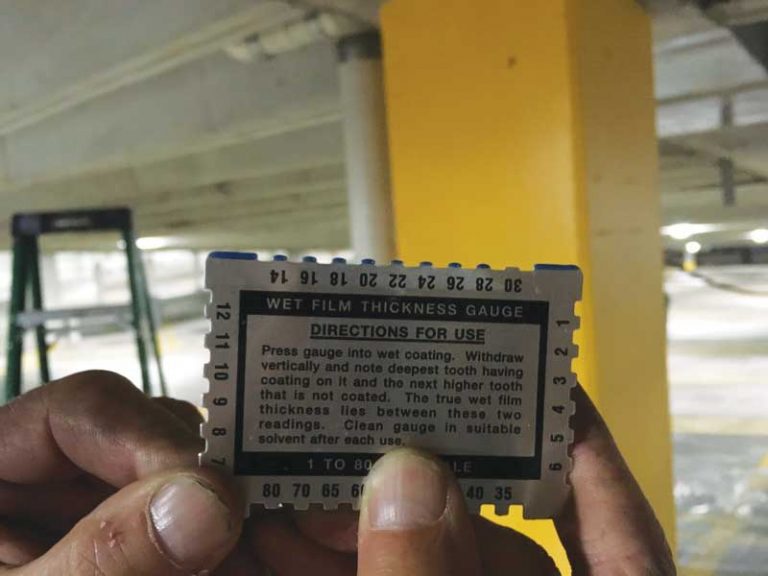 14 16 18 20 22 24 26 28 30
WET FILM THICKNESS GAUGE
DIRECTIONS FOR USE
Press gauge into wet coating. Withdraw
vertically and note deepest tooth having
coating on it and the next higher tooth
that is not coated. The true wet film
thickness lies between these two
readings. Clean gauge in suitable
solvent after each use.
1 TO 80
80 70 65 40 35
12 11 10 9 8 7
1 2 3 4 5 6